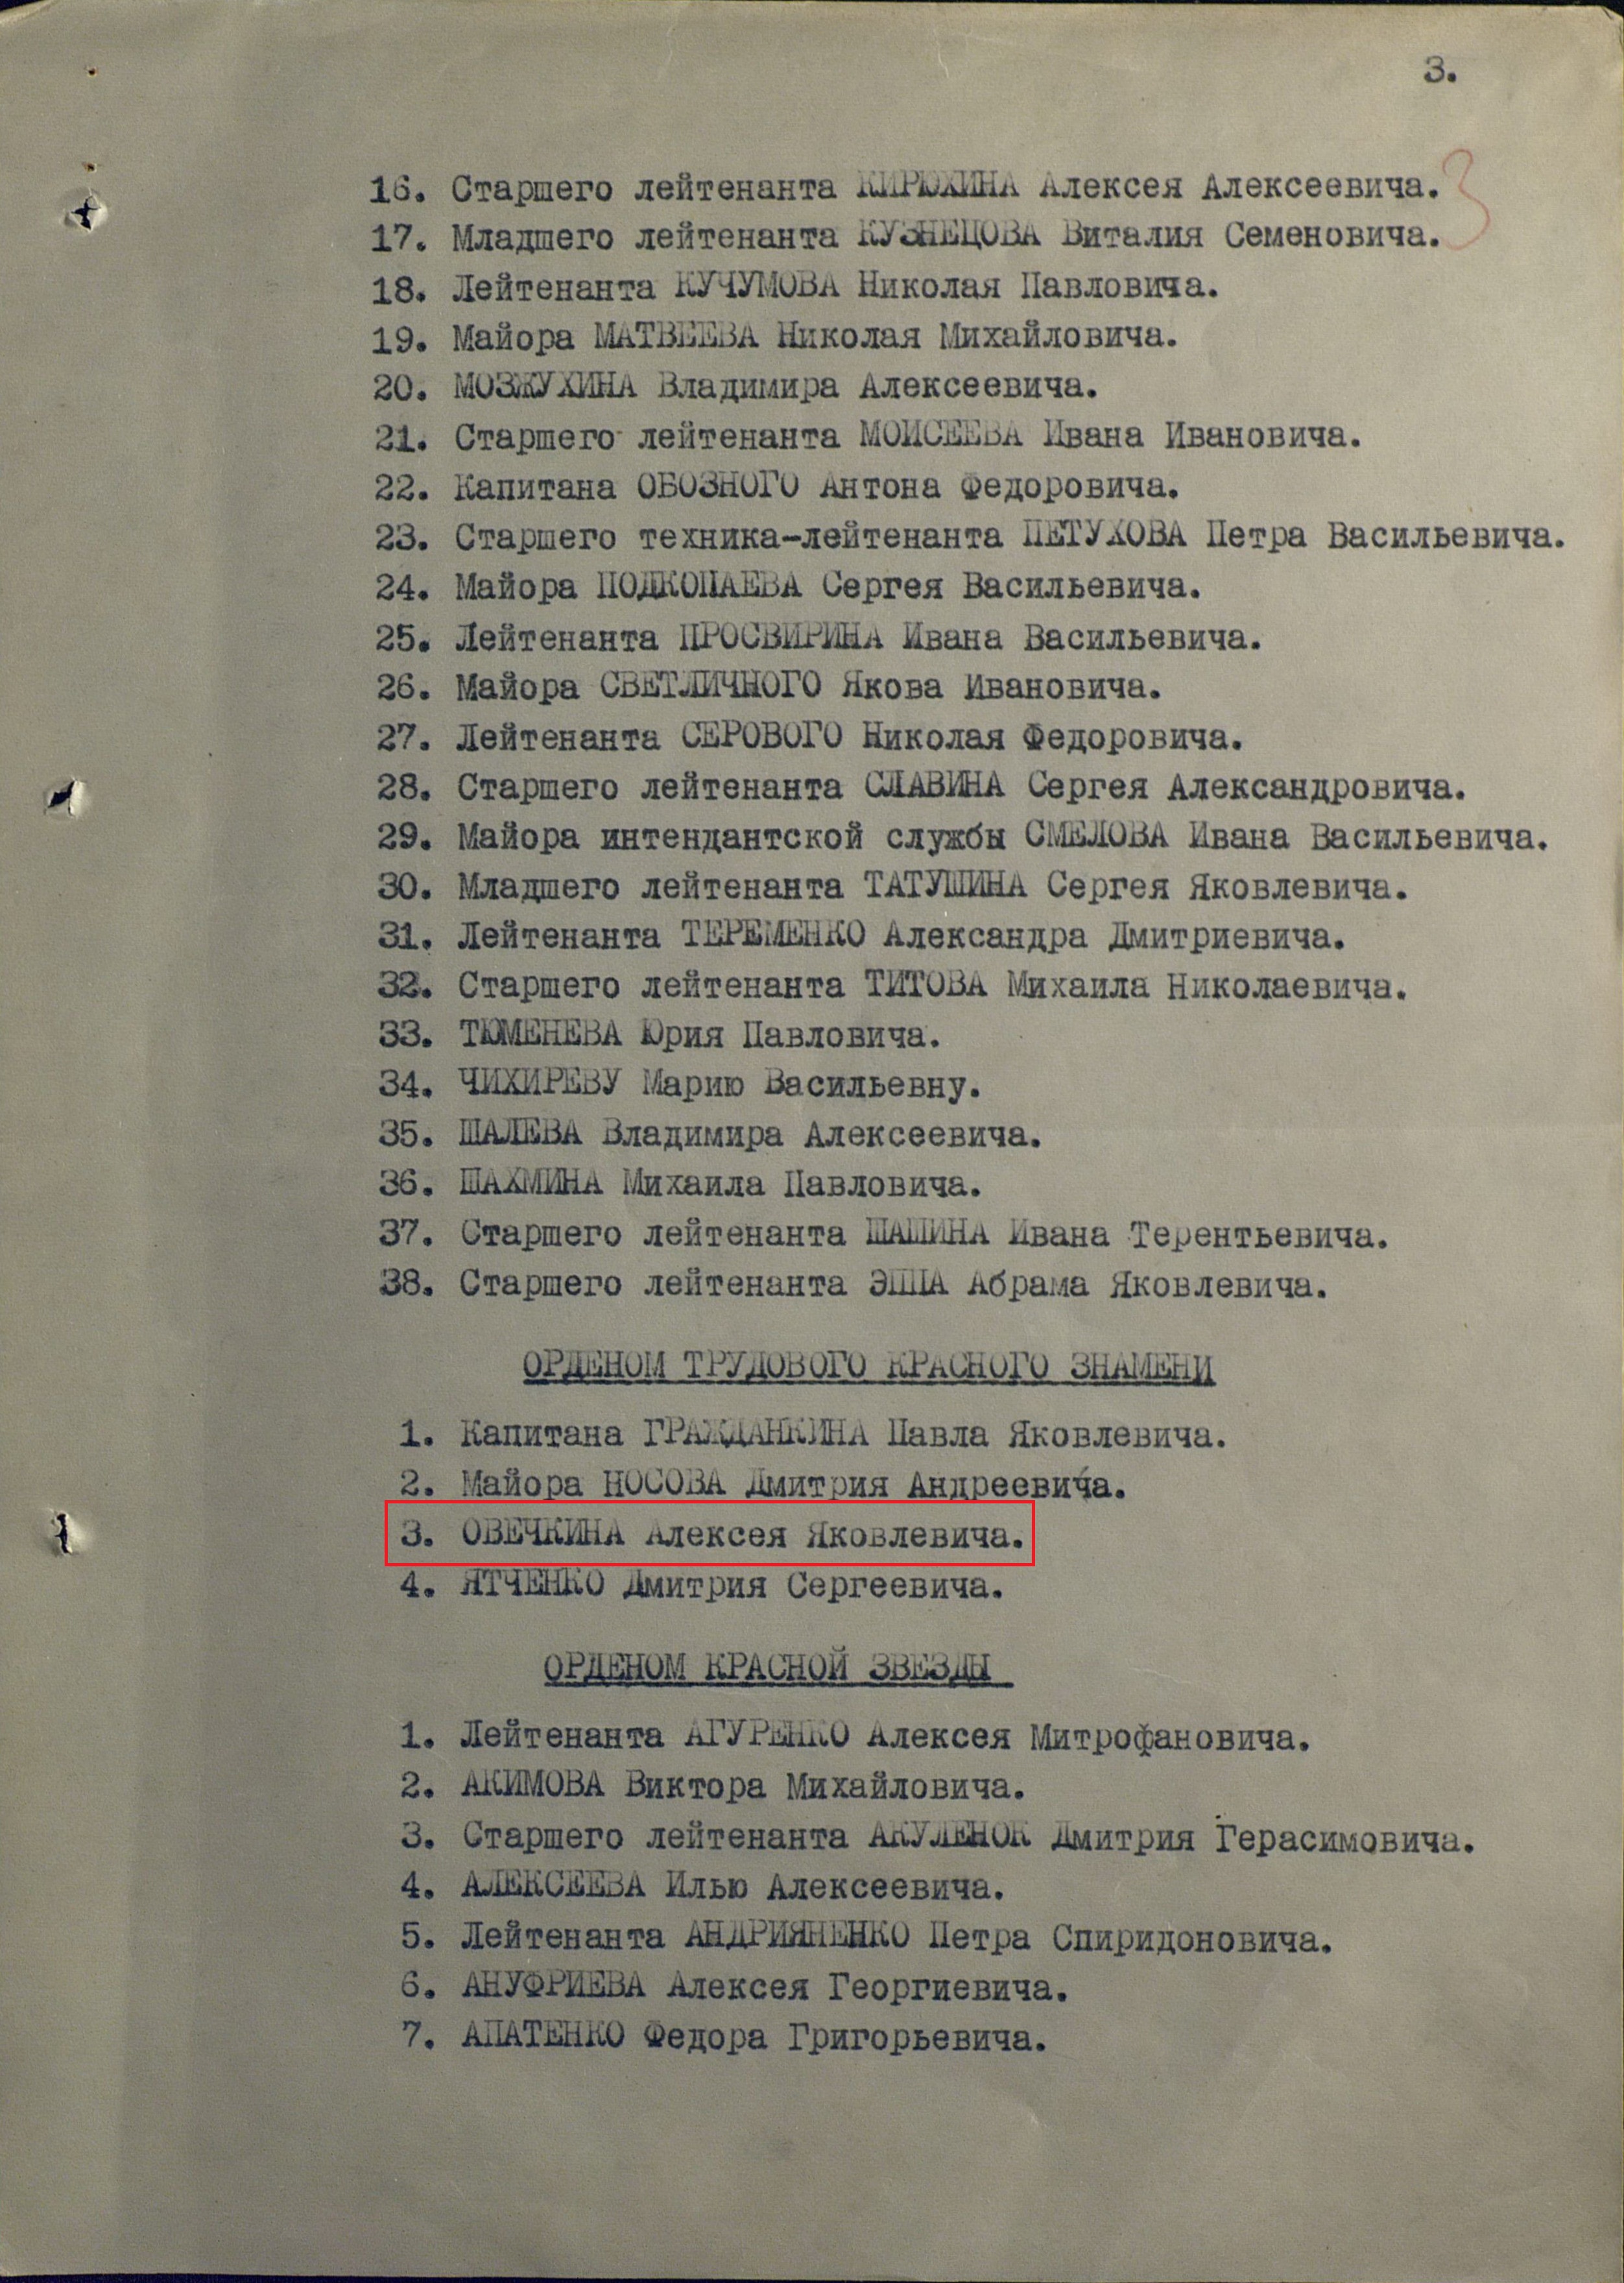 3.
3
16. Старшего лейтенанта КИРЮХИНА Алексея Алексеевича.
17. Младшего лейтенанта КУЗНЕЦОВА Виталия Семеновича.
18. Лейтенанта КУЧУМОВА Николая Павловича.
19. Майора МАТВЕЕВА Николая Михайловича.
20. МОЗЖУХИНА Владимира Алексеевича.
21. Старшего лейтенанта МОИСЕЕВА Ивана Ивановича.
22. Капитана ОБОЗНОГО Антона Федоровича.
23. Старшего техника-лейтенанта ПЕТУХОВА Петра Васильевича.
24. Майора ПОДКОПАЕВА Сергея Васильевича.
25. Лейтенанта ПРОСВИРИНА Ивана Васильевича.
26. Майора СВЕТЛИЧНОГО Якова Ивановича.
27. Лейтенанта СЕРОВОГО Николая Федоровича.
28. Старшего лейтенанта СЛАВИНА Сергея Александровича.
29. Майора интендантской службы СМЕЛОВА Ивана Васильевича.
30. Младшего лейтенанта ТАТУШИНА Сергея Яковлевича.
31. Лейтенанта ТЕРЕМЕНКО Александра Дмитриевича.
32. Старшего лейтенанта ТИТОВА Михаила Николаевича.
33. ТЮМЕНЕВА Юрия Павловича.
34. ЧИХИРЕВУ Марию Васильевну.
35. ШАЛЕВА Владимира Алексеевича.
36. ШАХМИНА Михаила Павловича.
37. Старшего лейтенанта ШАШИНА Ивана Терентьевича.
38. Старшего лейтенанта ЭППА Абрама Яковлевича.
ОРДЕНОМ ТРУДОВОГО КРАСНОГО ЗНАМЕНИ
1. Капитана ГРАЖДАНКИНА Павла Яковлевича.
2. Майора НОСОВА Дмитрия Андреевича.
3. ОВЕЧКИНА Алексея Яковлевича.
4. ЯТЧЕНКО Дмитрия Сергеевича.
ОРДЕНОМ КРАСНОЙ ЗВЕЗДЫ
1. Лейтенанта АГУРЕНКО Алексея Митрофановича.
2. АКИМОВА Виктора Михайловича.
3. Старшего лейтенанта АКУЛЕНОК Дмитрия Герасимовича.
4. АЛЕКСЕЕВА Илью Алексеевича.
5. Лейтенанта АНДРИЯНЕНКО Петра Спиридоновича.
6. АНУФРИЕВА Алексея Георгиевича.
7. АПАТЕНКО Федора Григорьевича.